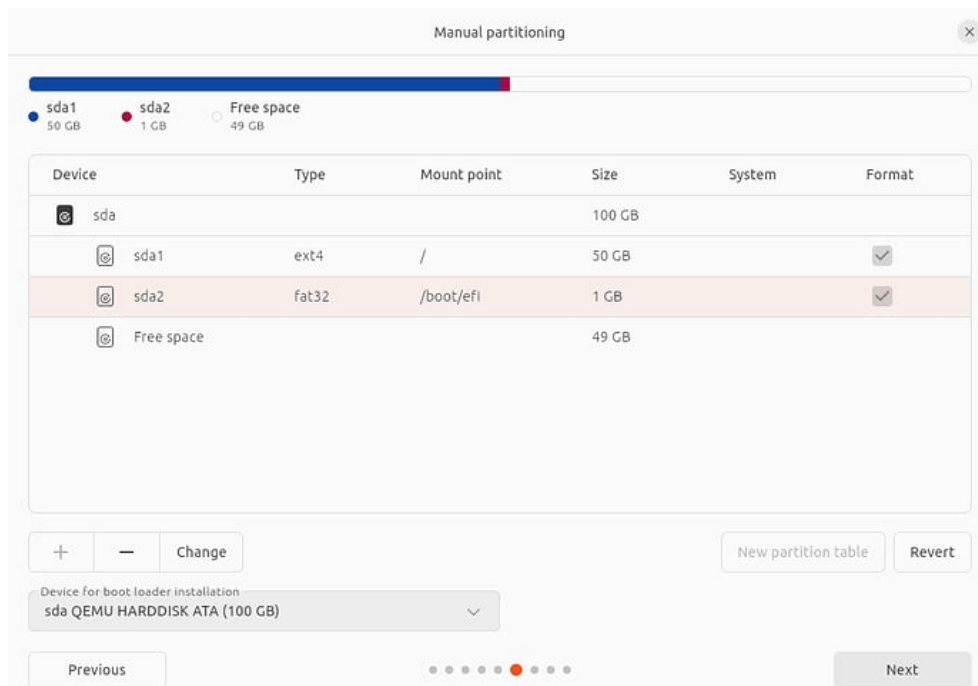 Manual partitioning
sda1 sda2 Free space
50 GB 1 GB 49 GB
Device Type Mount point Size System Format
sda 100 GB
sda1 ext4 / 50 GB
sda2 fat32 /boot/efi 1 GB
Free space 49 GB
+ − Change New partition table Revert
Device for boot loader installation
sda QEMU HARDDISK ATA (100 GB)
Previous Next